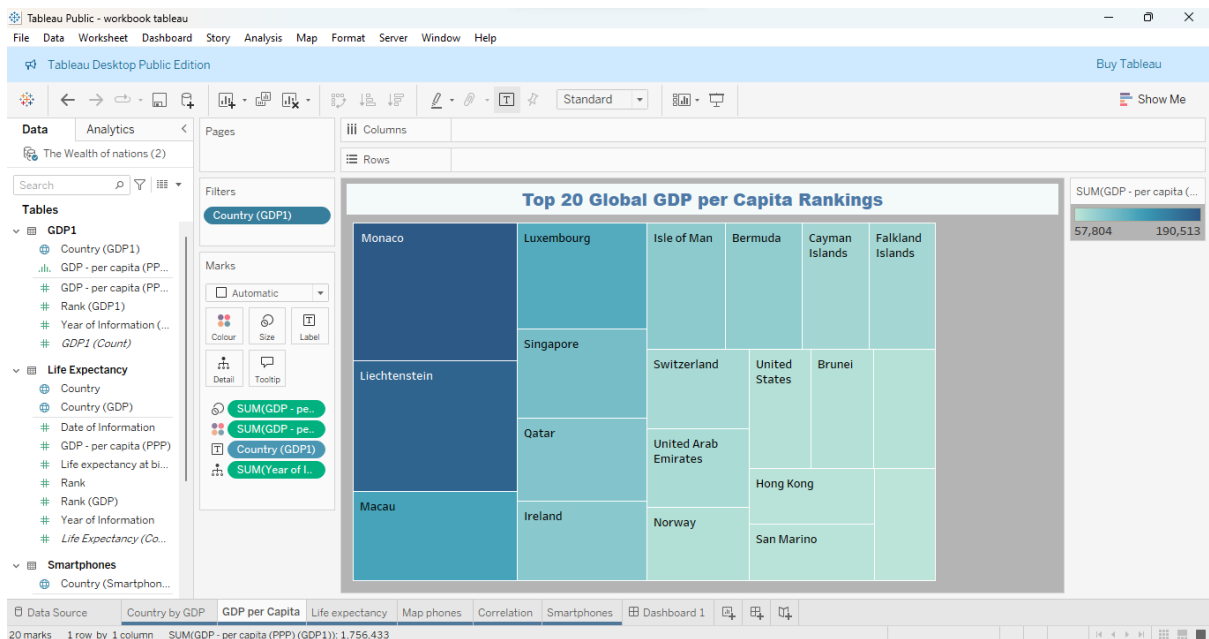 Tableau Public - workbook tableau
File Data Worksheet Dashboard Story Analysis Map Format Server Window Help
Tableau Desktop Public Edition
Buy Tableau
Standard
Show Me
Data Analytics
The Wealth of nations (2)
Search
Tables
GDP1
Country (GDP1)
GDP - per capita (PP...
GDP - per capita (PP...
Rank (GDP1)
Year of Information (...
GDP1 (Count)
Life Expectancy
Country
Country (GDP)
Date of Information
GDP - per capita (PPP)
Life expectancy at bi...
Rank
Rank (GDP)
Year of Information
Life Expectancy (Co...
Smartphones
Country (Smartphon...
Pages
Filters
Country (GDP1)
Marks
Automatic
Colour Size Label
Detail Tooltip
SUM(GDP - pe..
SUM(GDP - pe..
Country (GDP1)
SUM(Year of I..
Columns
Rows
Top 20 Global GDP per Capita Rankings
Monaco
Liechtenstein
Macau
Luxembourg
Singapore
Qatar
Ireland
Isle of Man
Bermuda
Cayman
Islands
Falkland
Islands
Switzerland
United Arab
Emirates
Norway
United
States
Brunei
Hong Kong
San Marino
SUM(GDP - per capita (...
57,804 190,513
Data Source Country by GDP GDP per Capita Life expectancy Map phones Correlation Smartphones Dashboard 1
20 marks 1 row by 1 column SUM(GDP - per capita (PPP) (GDP1)): 1,756,433